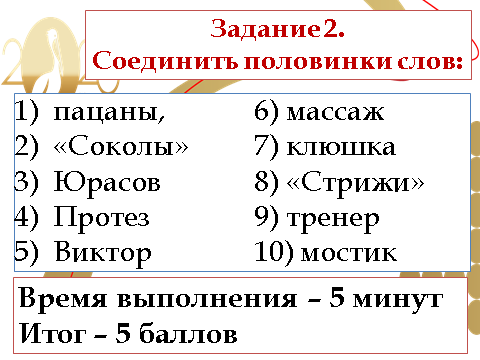 Задание 2.
Соединить половинки слов:
1) пацаны,
2) «Соколы»
3) Юрасов
4) Протез
5) Виктор
6) массаж
7) клюшка
8) «Стрижи»
9) тренер
10) мостик
Время выполнения – 5 минут
Итог – 5 баллов